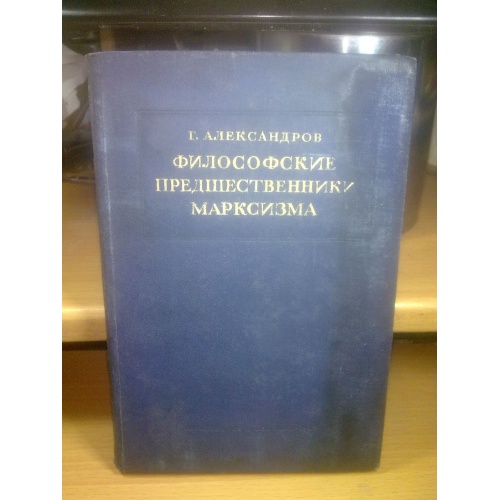 Г. АЛЕКСАНДРОВ
ФИЛОСОФСКИЕ
ПРЕДШЕСТВЕННИКИ
МАРКСИЗМА